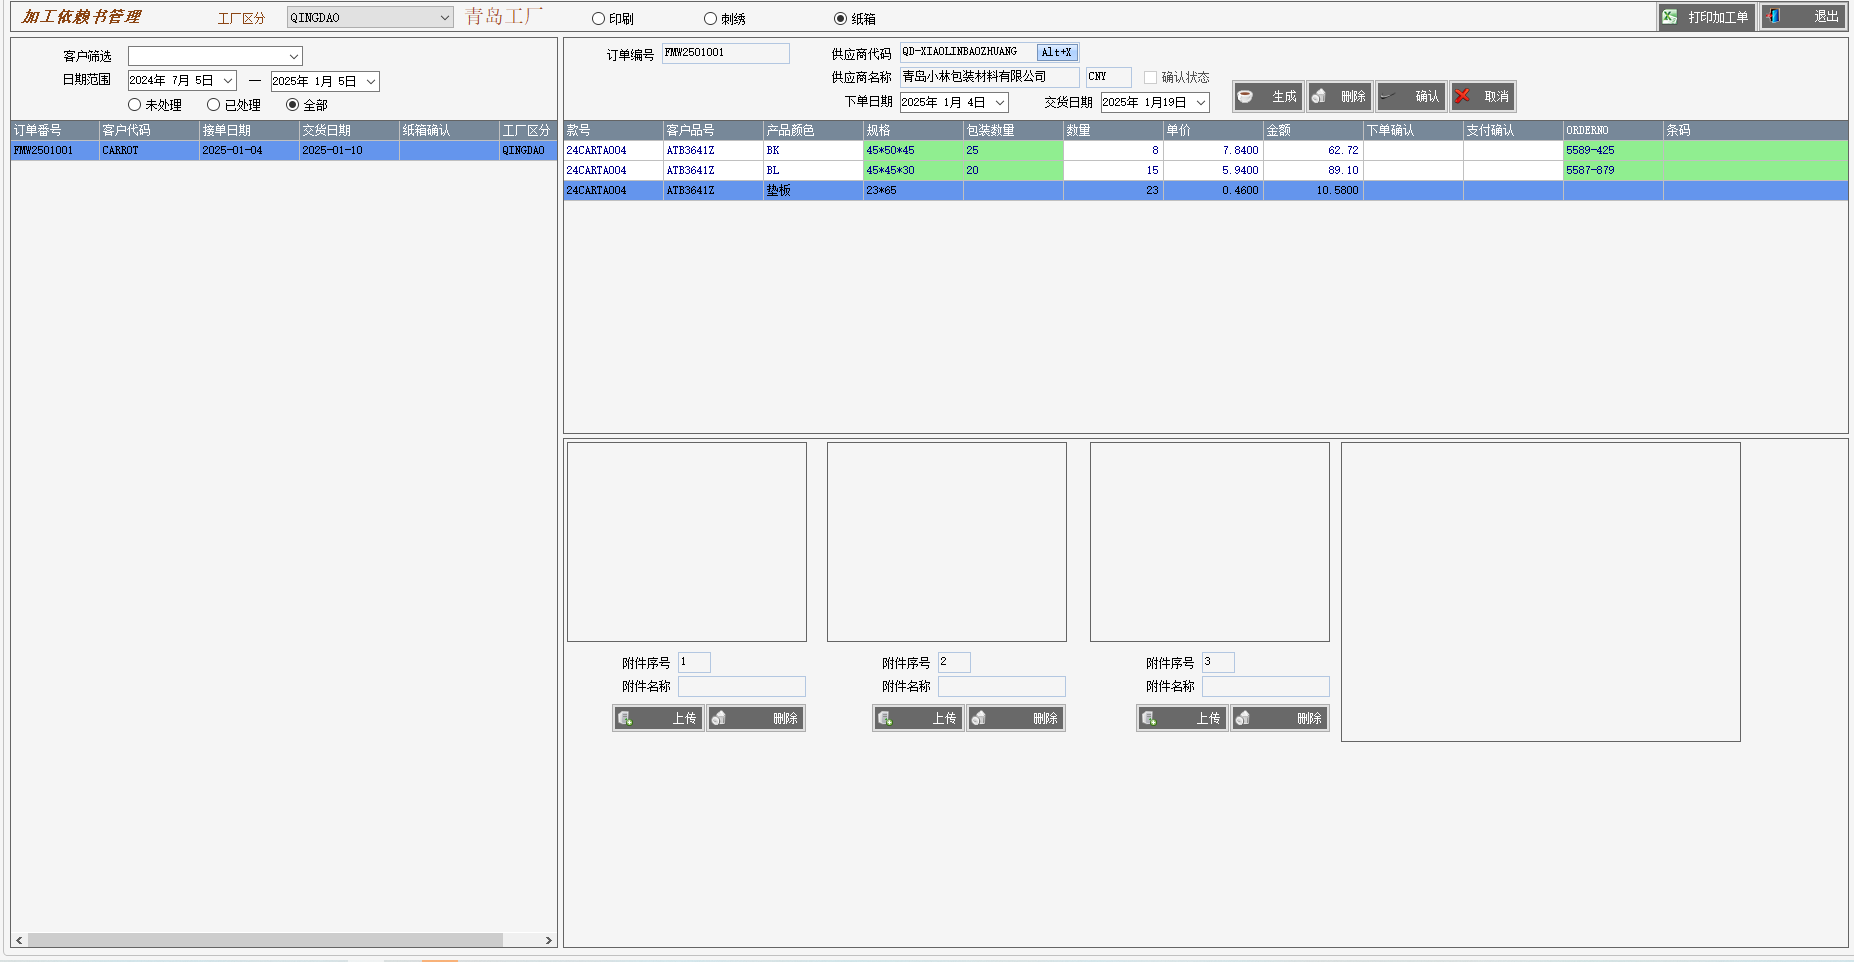 加工依赖书管理 工厂区分 QINGDAO 青岛工厂 印刷 刺绣 纸箱 打印加工单 退出
客户筛选
日期范围 2024年 7月 5日 — 2025年 1月 5日
未处理 已处理 全部
订单番号 客户代码 接单日期 交货日期 纸箱确认 工厂区分
FMW2501001 CARROT 2025-01-04 2025-01-10 QINGDAO
订单编号 FMW2501001 供应商代码 QD-XIAOLINBAOZHUANG Alt+X
供应商名称 青岛小林包装材料有限公司 CNY 确认状态
下单日期 2025年 1月 4日 交货日期 2025年 1月19日 生成 删除 确认 取消
款号 客户品号 产品颜色 规格 包装数量 数量 单价 金额 下单确认 支付确认 ORDERNO 条码
24CARTA004 ATB3641Z BK 45*50*45 25 8 7.8400 62.72 5589-425
24CARTA004 ATB3641Z BL 45*45*30 20 15 5.9400 89.10 5587-879
24CARTA004 ATB3641Z 垫板 23*65 23 0.4600 10.5800
附件序号 1 附件序号 2 附件序号 3
附件名称 附件名称 附件名称
上传 删除 上传 删除 上传 删除